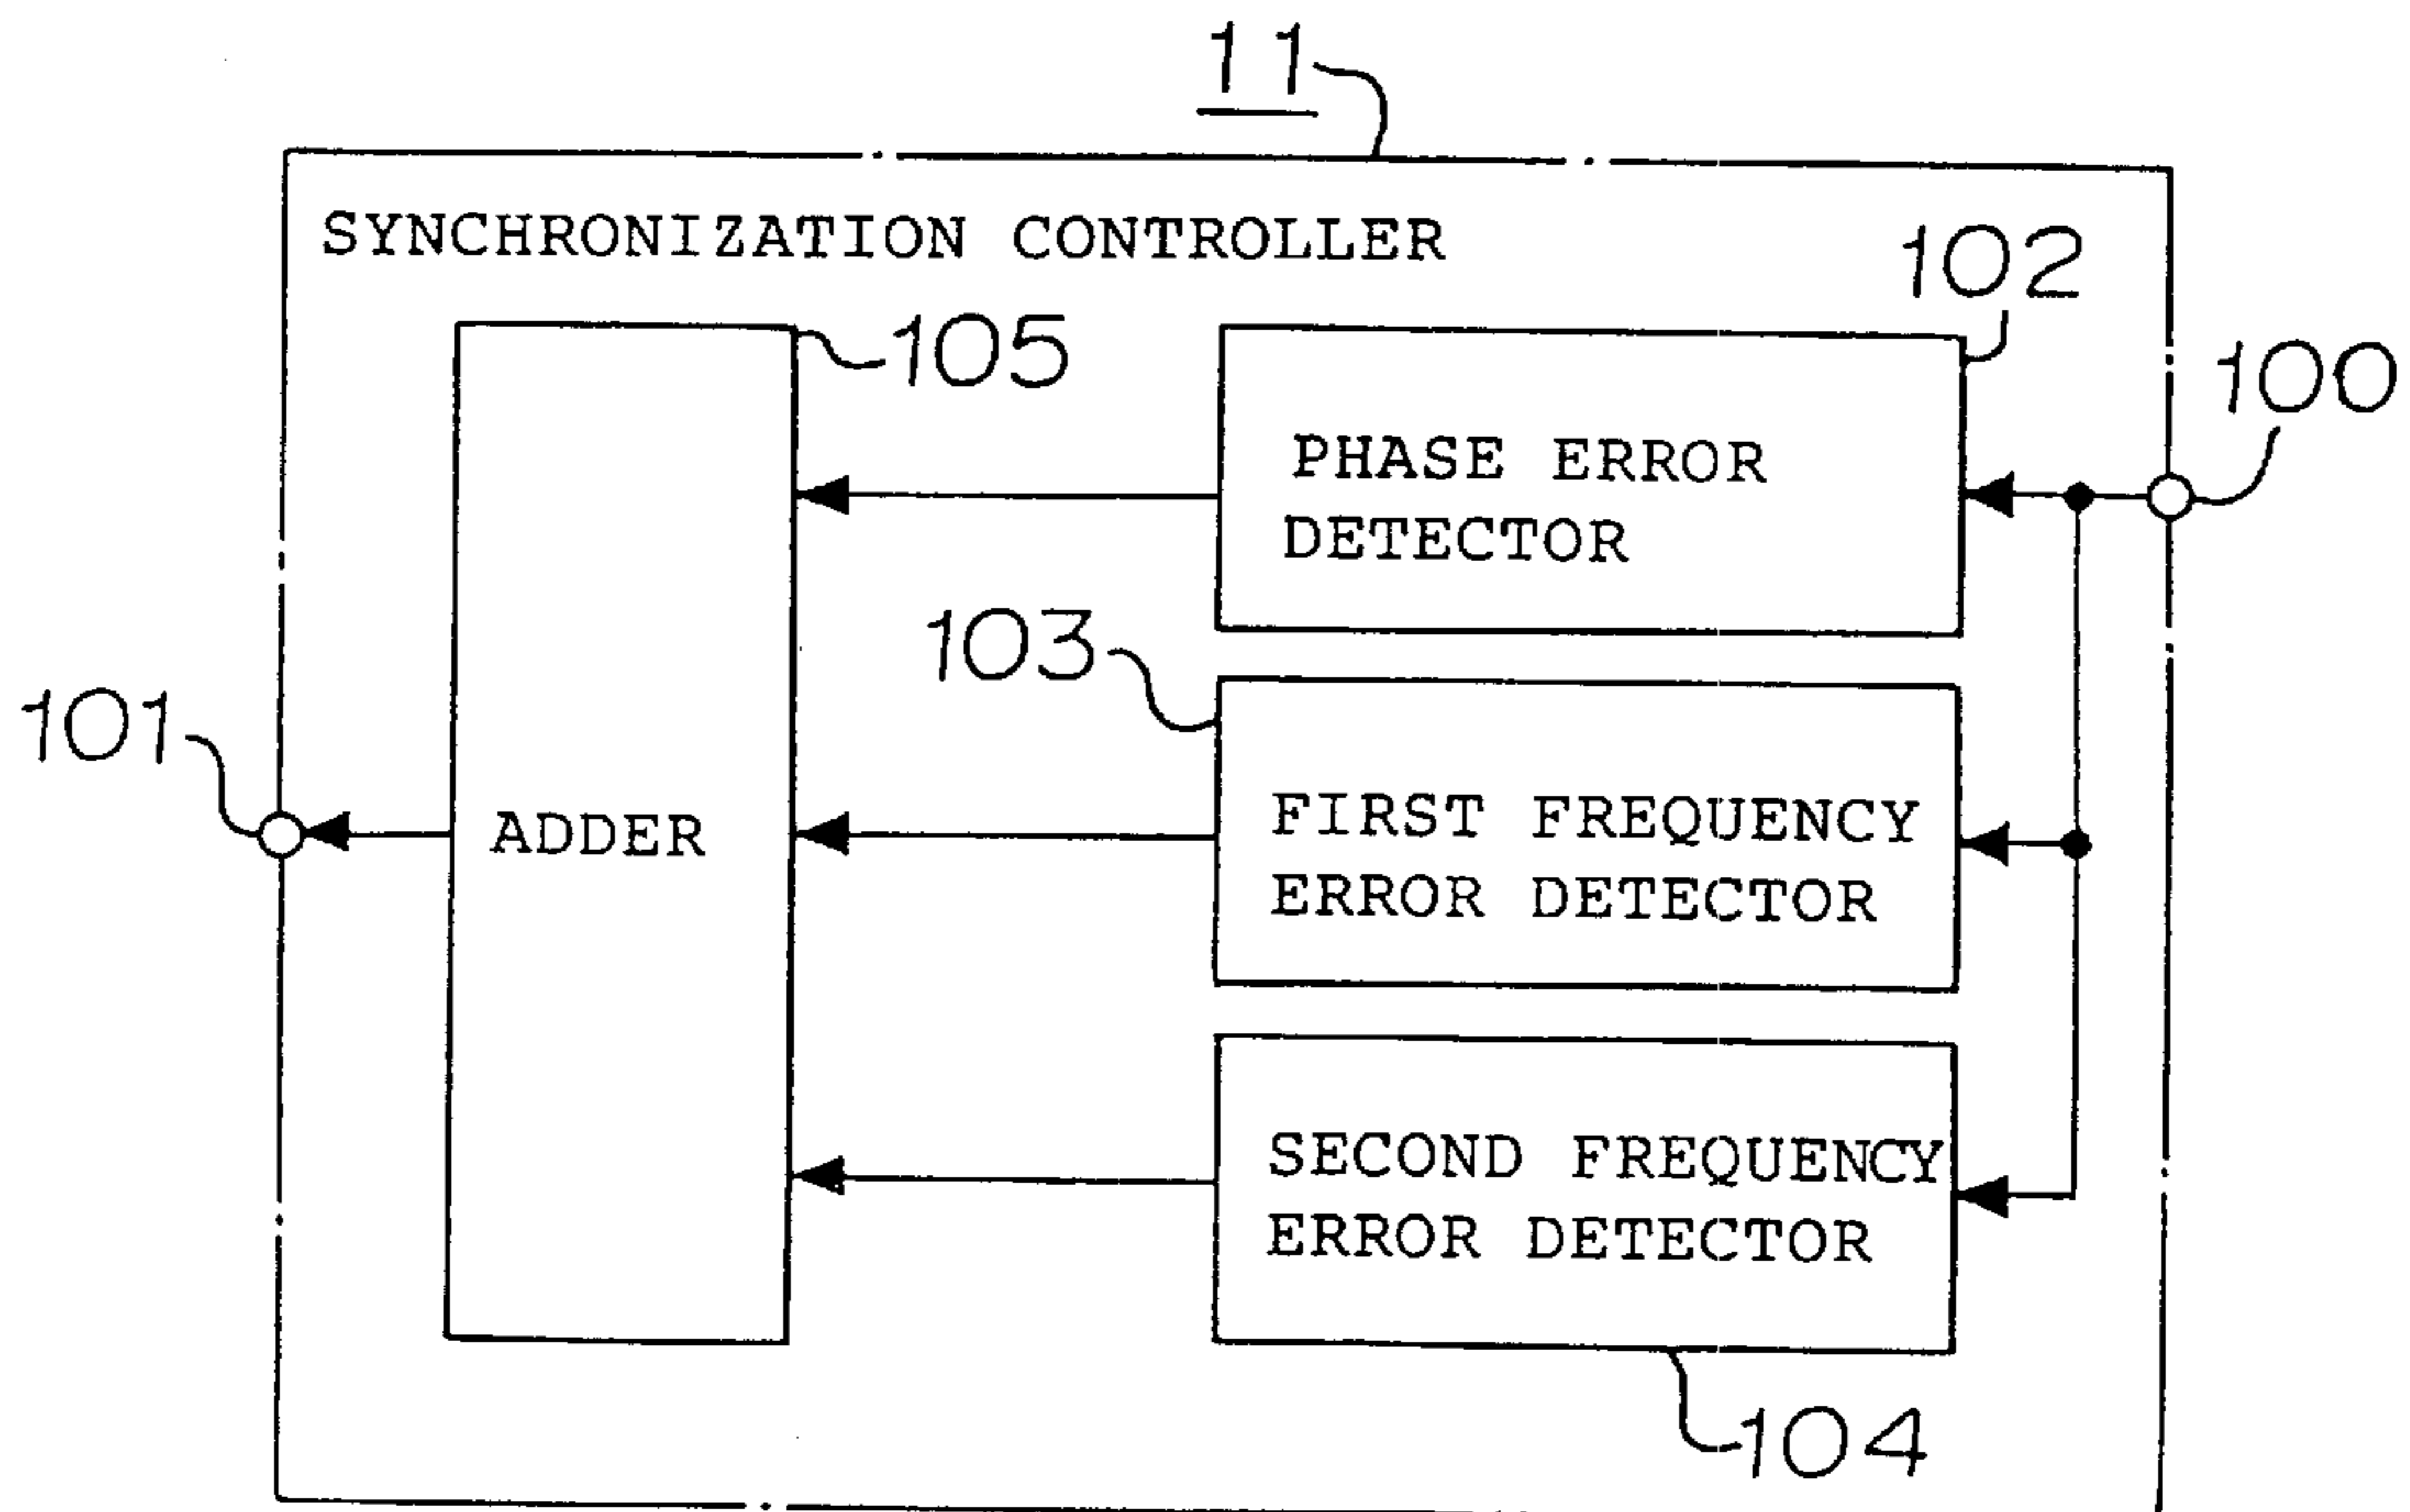 11
SYNCHRONIZATION CONTROLLER
102
105
100
PHASE ERROR
DETECTOR
103
101
ADDER
FIRST FREQUENCY
ERROR DETECTOR
SECOND FREQUENCY
ERROR DETECTOR
104